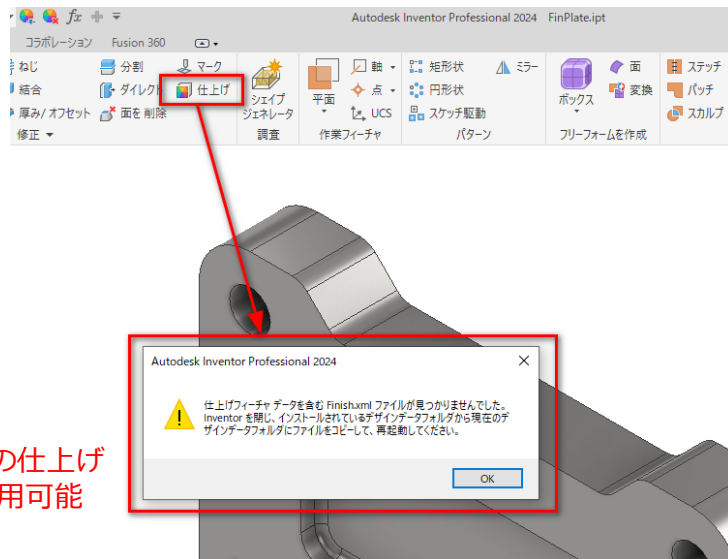 fx
Autodesk Inventor Professional 2024 FinPlate.ipt
コラボレーション Fusion 360
ねじ 分割 マーク 軸 矩形状 ミラー 面 ステッチ
結合 ダイレクト 仕上げ 点 円形状 変換 パッチ
シェイプ
ジェネレータ
平面
ボックス
厚み/オフセット 面を削除 UCS スケッチ駆動 スカルプ
修正 調査 作業フィーチャ パターン フリーフォームを作成
Autodesk Inventor Professional 2024
仕上げフィーチャ データを含む Finish.xml ファイルが見つかりませんでした。
Inventor を閉じ、インストールされているデザインデータフォルダから現在のデ
ザインデータフォルダにファイルをコピーして、再起動してください。
OK
の仕上げ
用可能